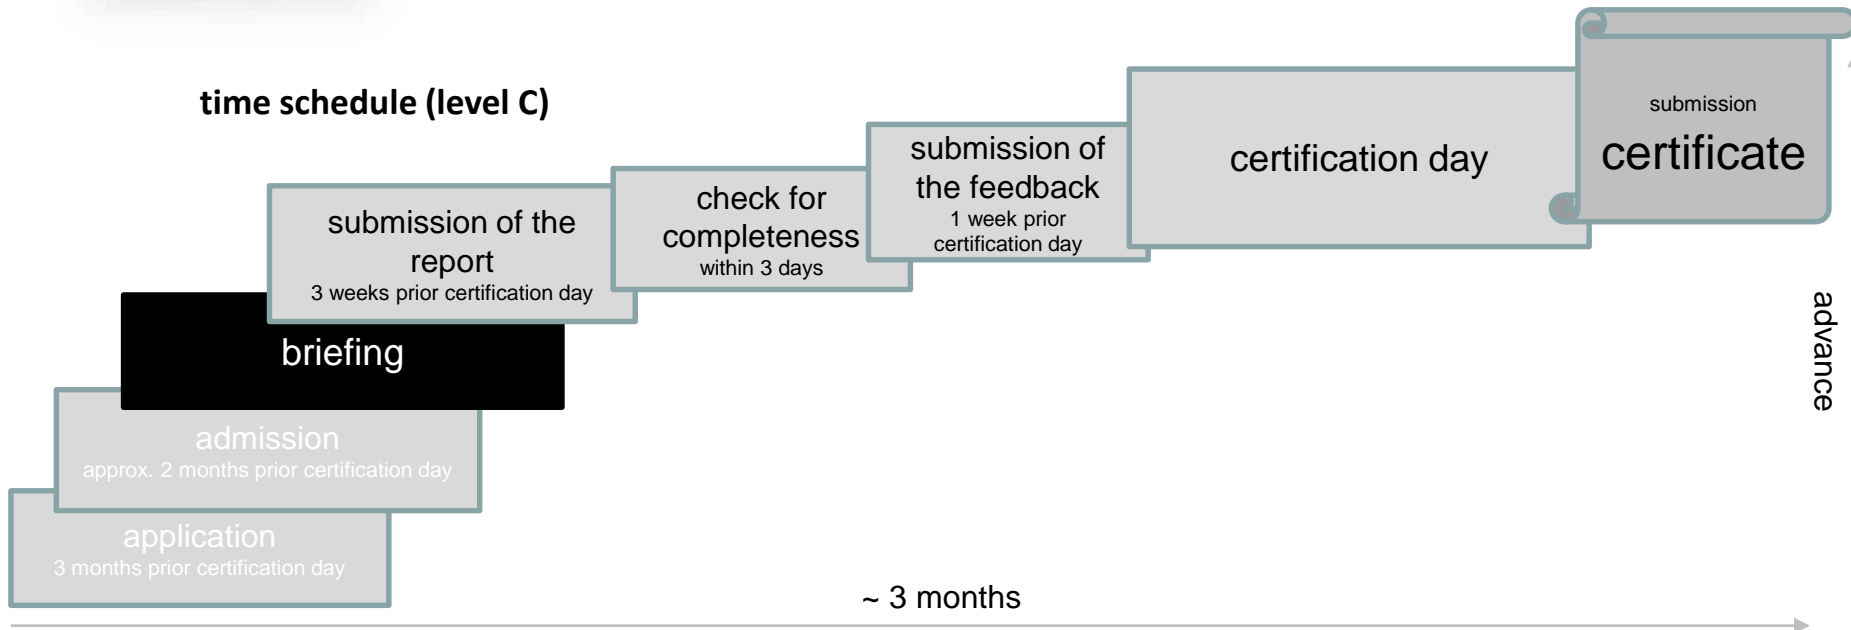 time schedule (level C)
submission
certificate
certification day
submission of
the feedback
1 week prior
certification day
check for
completeness
within 3 days
submission of the
report
3 weeks prior certification day
briefing
admission
approx. 2 months prior certification day
application
3 months prior certification day
~ 3 months
advance